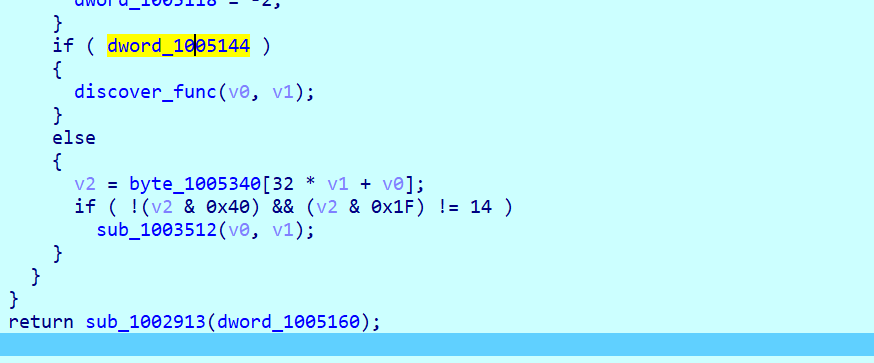 dword_1005118 = -2;
}
if ( dword_1005144 )
{
discover_func(v0, v1);
}
else
{
v2 = byte_1005340[32 * v1 + v0];
if ( !(v2 & 0x40) && (v2 & 0x1F) != 14 )
sub_1003512(v0, v1);
}
}
}
return sub_1002913(dword_1005160);